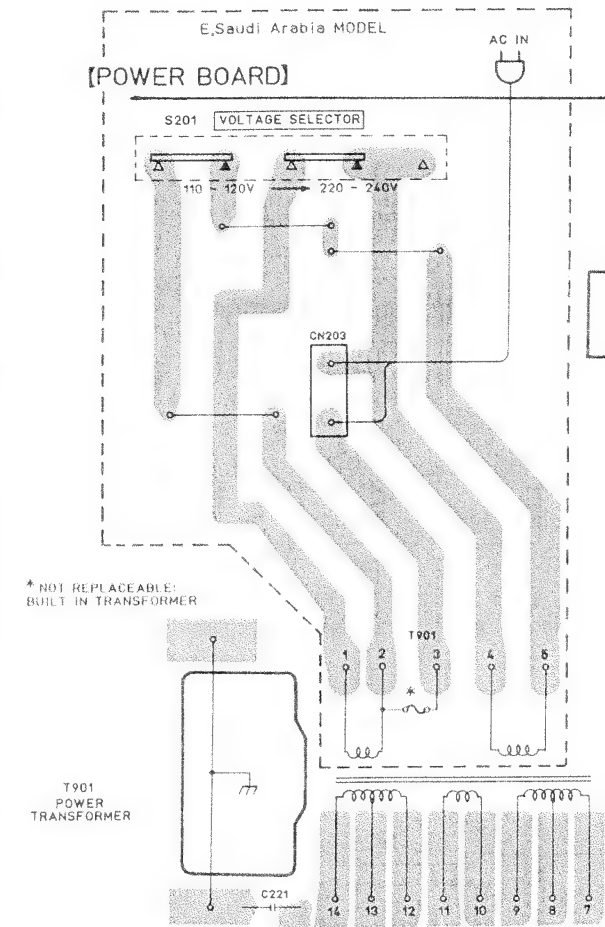 E,Saudi Arabia MODEL
AC IN
【POWER BOARD】
S201 VOLTAGE SELECTOR
110 - 120V 220 - 240V
CN203
* NOT REPLACEABLE:
BUILT IN TRANSFORMER
T901
1 2 3 4 5
*
T901
POWER
TRANSFORMER
C221
14 13 12 11 10 9 8 7